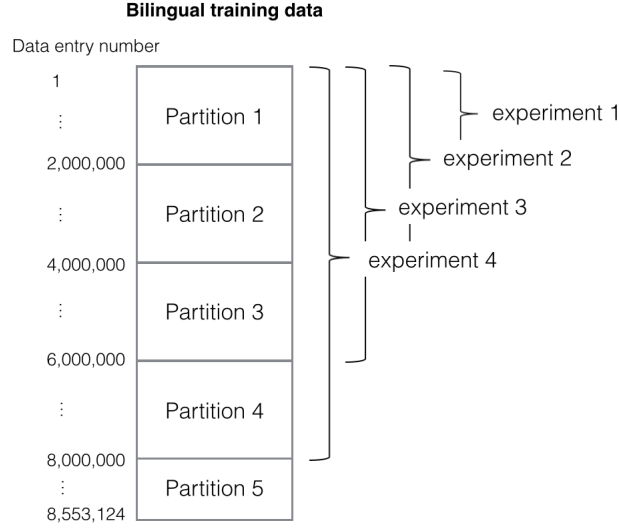 Bilingual training data
Data entry number
1
⋮
Partition 1
experiment 1
2,000,000
experiment 2
⋮
Partition 2
experiment 3
4,000,000
experiment 4
⋮
Partition 3
6,000,000
⋮
Partition 4
8,000,000
⋮
Partition 5
8,553,124